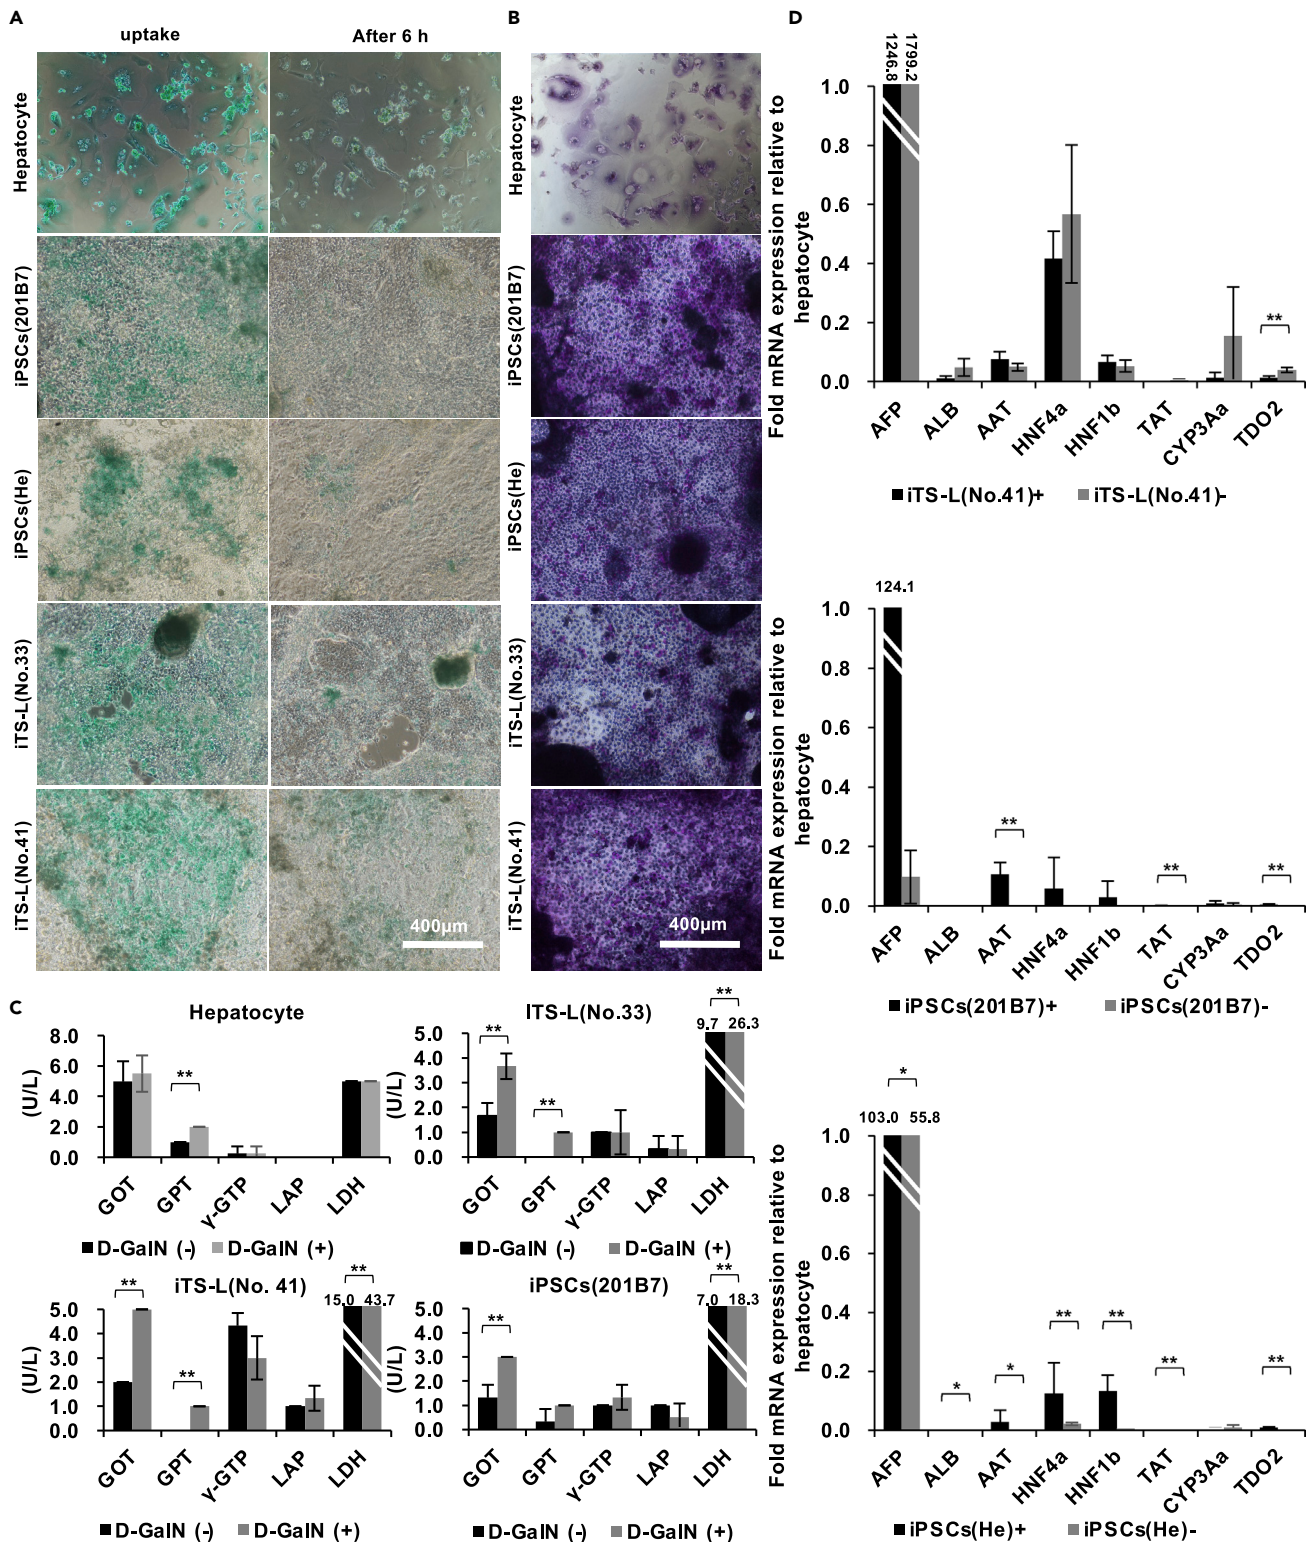 A
uptake
After 6 h
Hepatocyte
iPSCs(201B7)
iPSCs(He)
iTS-L(No.33)
iTS-L(No.41)
400μm
B
Hepatocyte
iPSCs(201B7)
iPSCs(He)
iTS-L(No.33)
iTS-L(No.41)
400μm
C
Hepatocyte
(U/L)
8.0
6.0
4.0
2.0
0.0
**
GOT
GPT
γ-GTP
LAP
LDH
D-GalN (-)
D-GalN (+)
ITS-L(No.33)
(U/L)
5.0
4.0
3.0
2.0
1.0
0.0
**
**
**
9.7
26.3
GOT
GPT
γ-GTP
LAP
LDH
D-GalN (-)
D-GalN (+)
iTS-L(No. 41)
(U/L)
5.0
4.0
3.0
2.0
1.0
0.0
**
**
**
15.0
43.7
GOT
GPT
γ-GTP
LAP
LDH
D-GalN (-)
D-GalN (+)
iPSCs(201B7)
(U/L)
5.0
4.0
3.0
2.0
1.0
0.0
**
**
7.0
18.3
GOT
GPT
γ-GTP
LAP
LDH
D-GalN (-)
D-GalN (+)
D
Fold mRNA expression relative to
hepatocyte
1246.8
1799.2
1.0
0.8
0.6
0.4
0.2
0.0
**
AFP
ALB
AAT
HNF4a
HNF1b
TAT
CYP3Aa
TDO2
iTS-L(No.41)+
iTS-L(No.41)-
Fold mRNA expression relative to
hepatocyte
124.1
1.0
0.8
0.6
0.4
0.2
0.0
**
**
**
AFP
ALB
AAT
HNF4a
HNF1b
TAT
CYP3Aa
TDO2
iPSCs(201B7)+
iPSCs(201B7)-
Fold mRNA expression relative to
hepatocyte
*
103.0
55.8
1.0
0.8
0.6
0.4
0.2
0.0
*
*
**
**
**
**
AFP
ALB
AAT
HNF4a
HNF1b
TAT
CYP3Aa
TDO2
iPSCs(He)+
iPSCs(He)-